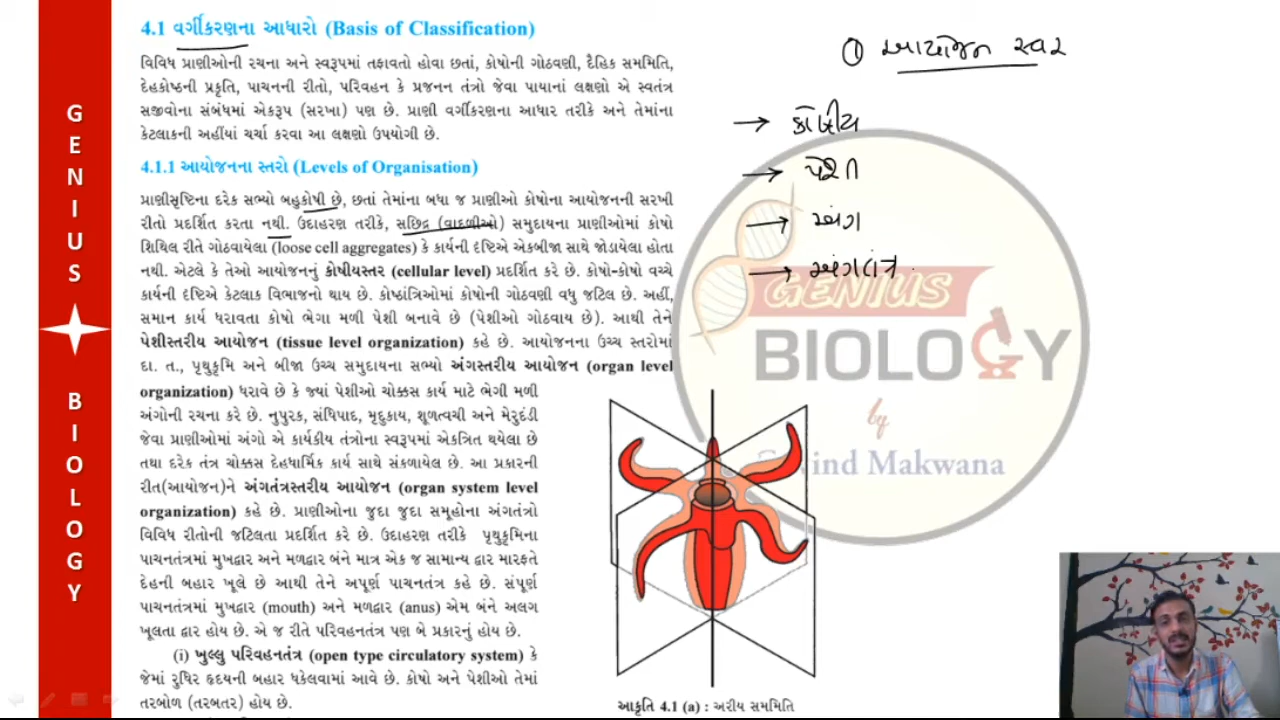 GENIUS BIOLOGY
4.1 વર્ગીકરણના આધારો (Basis of Classification)
વિવિધ પ્રાણીઓની રચના અને સ્વરૂપમાં તફાવતો હોવા છતાં, કોષોની ગોઠવણી, દૈહિક સમમિતિ,
દેહકોષ્ઠની પ્રકૃતિ, પાચનની રીતો, પરિવહન કે પ્રજનન તંત્રો જેવા પાયાનાં લક્ષણો એ સ્વતંત્ર
સજીવોના સંબંધમાં એકરૂપ (સરખા) પણ છે. પ્રાણી વર્ગીકરણના આધાર તરીકે અને તેમાંના
કેટલાકની અહીંયાં ચર્ચા કરવા આ લક્ષણો ઉપયોગી છે.
4.1.1 આયોજનના સ્તરો (Levels of Organisation)
પ્રાણીસૃષ્ટિના દરેક સભ્યો બહુકોષી છે, છતાં તેમાંના બધા જ પ્રાણીઓ કોષોના આયોજનની સરખી
રીતો પ્રદર્શિત કરતા નથી. ઉદાહરણ તરીકે, સછિદ્ર (વાદળીઓ) સમુદાયના પ્રાણીઓમાં કોષો
શિથિલ રીતે ગોઠવાયેલા (loose cell aggregates) કે કાર્યની દૃષ્ટિએ એકબીજા સાથે જોડાયેલા હોતા
નથી. એટલે કે તેઓ આયોજનનું કોષીયસ્તર (cellular level) પ્રદર્શિત કરે છે. કોષો-કોષો વચ્ચે
કાર્યની દૃષ્ટિએ કેટલાક વિભાજનો થાય છે. કોષ્ઠાંત્રિઓમાં કોષોની ગોઠવણી વધુ જટિલ છે. અહીં,
સમાન કાર્ય ધરાવતા કોષો ભેગા મળી પેશી બનાવે છે (પેશીઓ ગોઠવાય છે). આથી તેને
પેશીસ્તરીય આયોજન (tissue level organization) કહે છે. આયોજનના ઉચ્ચ સ્તરોમાં
દા. ત., પૃથુકૃમિ અને બીજા ઉચ્ચ સમુદાયના સભ્યો અંગસ્તરીય આયોજન (organ level
organization) ધરાવે છે કે જ્યાં પેશીઓ ચોક્કસ કાર્ય માટે ભેગી મળી
અંગોની રચના કરે છે. નુપુરક, સંધિપાદ, મૃદુકાય, શૂળત્વચી અને મેરુદંડી
જેવા પ્રાણીઓમાં અંગો એ કાર્યકીય તંત્રોના સ્વરૂપમાં એકત્રિત થયેલા છે
તથા દરેક તંત્ર ચોક્કસ દેહધાર્મિક કાર્ય સાથે સંકળાયેલ છે. આ પ્રકારની
રીત(આયોજન)ને અંગતંત્રસ્તરીય આયોજન (organ system level
organization) કહે છે. પ્રાણીઓના જુદા જુદા સમૂહોના અંગતંત્રો
વિવિધ રીતોની જટિલતા પ્રદર્શિત કરે છે. ઉદાહરણ તરીકે પૃથુકૃમિના
પાચનતંત્રમાં મુખદ્વાર અને મળદ્વાર બંને માત્ર એક જ સામાન્ય દ્વાર મારફતે
દેહની બહાર ખૂલે છે આથી તેને અપૂર્ણ પાચનતંત્ર કહે છે. સંપૂર્ણ
પાચનતંત્રમાં મુખદ્વાર (mouth) અને મળદ્વાર (anus) એમ બંને અલગ
ખૂલતા દ્વાર હોય છે. એ જ રીતે પરિવહનતંત્ર પણ બે પ્રકારનું હોય છે.
(i) ખુલ્લુ પરિવહનતંત્ર (open type circulatory system) કે
જેમાં રુધિર હૃદયની બહાર ધકેલવામાં આવે છે. કોષો અને પેશીઓ તેમાં
તરબોળ (તરબતર) હોય છે.
① આયોજન સ્તર
→ કોષીય
→ પેશી
→ અંગ
→ અંગતંત્ર
GENIUS
BIOLOGY
by
ind Makwana
આકૃતિ 4.1 (a) : અરીય સમમિતિ